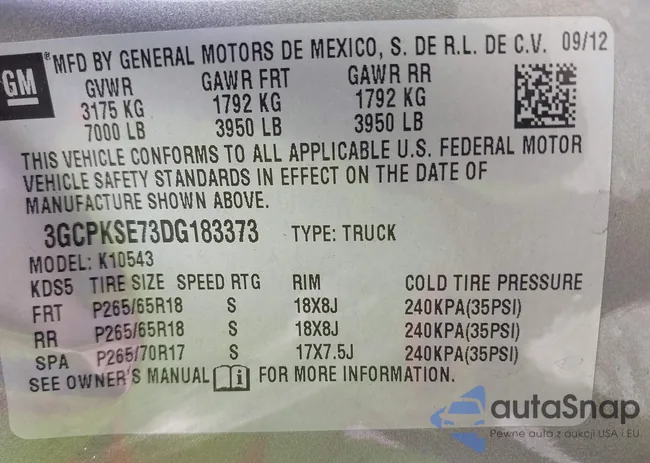 GM
® MFD BY GENERAL MOTORS DE MEXICO, S. DE R.L. DE C.V. 09/12
GVWR GAWR FRT GAWR RR
3175 KG 1792 KG 1792 KG
7000 LB 3950 LB 3950 LB
THIS VEHICLE CONFORMS TO ALL APPLICABLE U.S. FEDERAL MOTOR
VEHICLE SAFETY STANDARDS IN EFFECT ON THE DATE OF
MANUFACTURE SHOWN ABOVE.
3GCPKSE73DG183373 TYPE: TRUCK
MODEL: K10543
KDS5 TIRE SIZE SPEED RTG RIM COLD TIRE PRESSURE
FRT P265/65R18 S 18X8J 240KPA(35PSI)
RR P265/65R18 S 18X8J 240KPA(35PSI)
SPA P265/70R17 S 17X7.5J 240KPA(35PSI)
SEE OWNER'S MANUAL FOR MORE INFORMATION.
autaSnap
Pewne auta z aukcji USA i EU